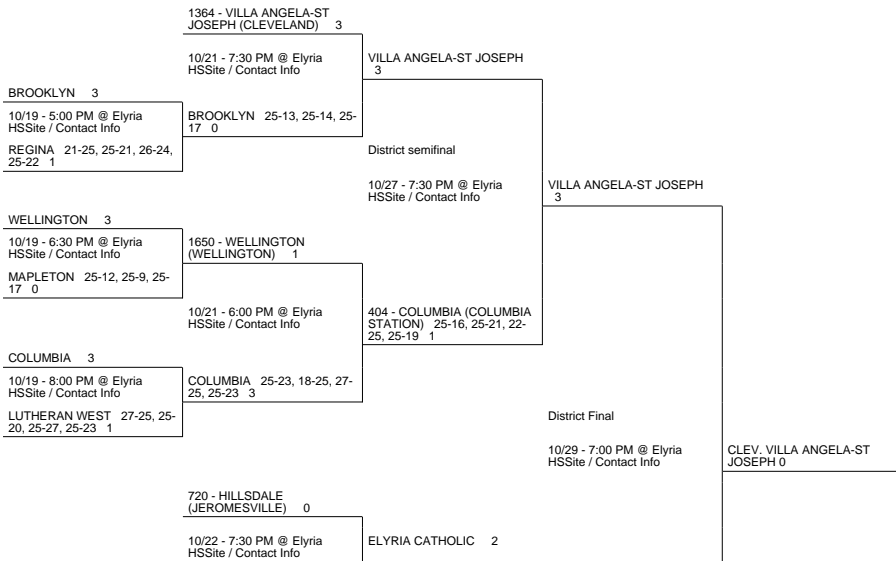 1364 - VILLA ANGELA-ST
JOSEPH (CLEVELAND) 3
10/21 - 7:30 PM @ Elyria
HSSite / Contact Info
VILLA ANGELA-ST JOSEPH
3
BROOKLYN 3
10/19 - 5:00 PM @ Elyria
HSSite / Contact Info
BROOKLYN 25-13, 25-14, 25-
17 0
REGINA 21-25, 25-21, 26-24,
25-22 1
District semifinal
10/27 - 7:30 PM @ Elyria
HSSite / Contact Info
VILLA ANGELA-ST JOSEPH
3
WELLINGTON 3
10/19 - 6:30 PM @ Elyria
HSSite / Contact Info
1650 - WELLINGTON
(WELLINGTON) 1
MAPLETON 25-12, 25-9, 25-
17 0
10/21 - 6:00 PM @ Elyria
HSSite / Contact Info
404 - COLUMBIA (COLUMBIA
STATION) 25-16, 25-21, 22-
25, 25-19 1
COLUMBIA 3
10/19 - 8:00 PM @ Elyria
HSSite / Contact Info
COLUMBIA 25-23, 18-25, 27-
25, 25-23 3
LUTHERAN WEST 27-25, 25-
20, 25-27, 25-23 1
District Final
10/29 - 7:00 PM @ Elyria
HSSite / Contact Info
CLEV. VILLA ANGELA-ST
JOSEPH 0
720 - HILLSDALE
(JEROMESVILLE) 0
10/22 - 7:30 PM @ Elyria
HSSite / Contact Info
ELYRIA CATHOLIC 2